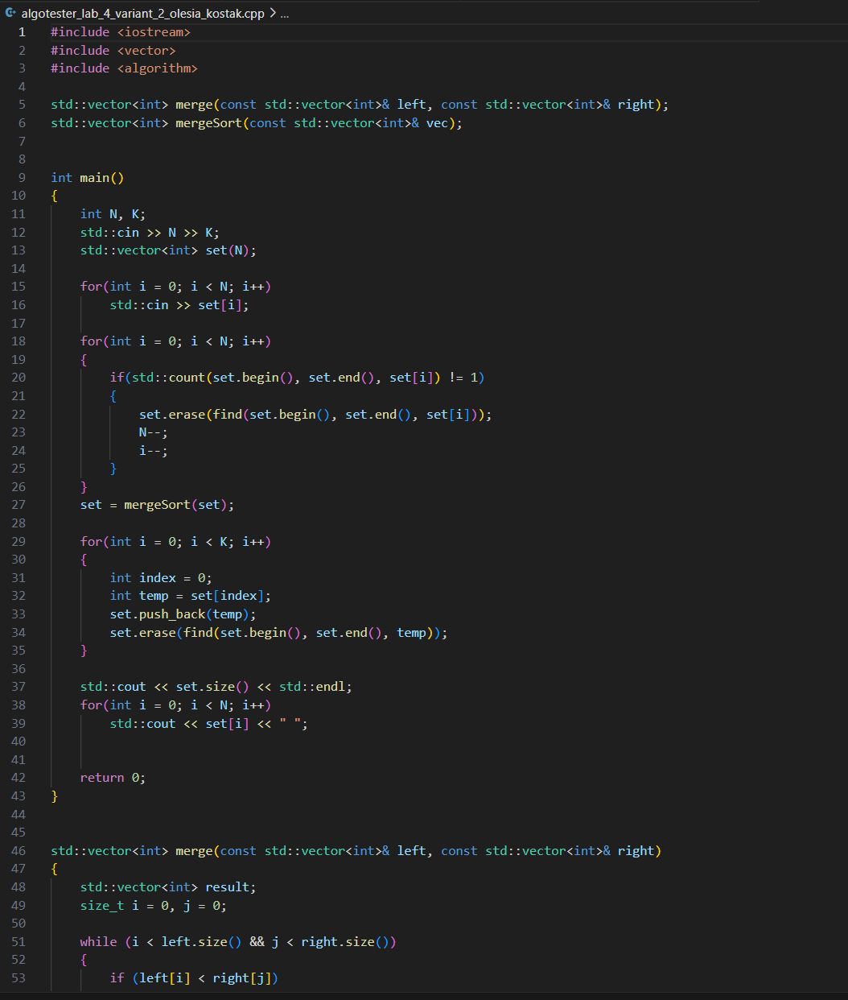 algotester_lab_4_variant_2_olesia_kostak.cpp > ...
1 #include <iostream>
2 #include <vector>
3 #include <algorithm>
4
5 std::vector<int> merge(const std::vector<int>& left, const std::vector<int>& right);
6 std::vector<int> mergeSort(const std::vector<int>& vec);
7
8
9 int main()
10 {
11     int N, K;
12     std::cin >> N >> K;
13     std::vector<int> set(N);
14
15     for(int i = 0; i < N; i++)
16         std::cin >> set[i];
17
18     for(int i = 0; i < N; i++)
19     {
20         if(std::count(set.begin(), set.end(), set[i]) != 1)
21         {
22             set.erase(find(set.begin(), set.end(), set[i]));
23             N--;
24             i--;
25         }
26     }
27     set = mergeSort(set);
28
29     for(int i = 0; i < K; i++)
30     {
31         int index = 0;
32         int temp = set[index];
33         set.push_back(temp);
34         set.erase(find(set.begin(), set.end(), temp));
35     }
36
37     std::cout << set.size() << std::endl;
38     for(int i = 0; i < N; i++)
39         std::cout << set[i] << " ";
40
41
42     return 0;
43 }
44
45
46 std::vector<int> merge(const std::vector<int>& left, const std::vector<int>& right)
47 {
48     std::vector<int> result;
49     size_t i = 0, j = 0;
50
51     while (i < left.size() && j < right.size())
52     {
53         if (left[i] < right[j])